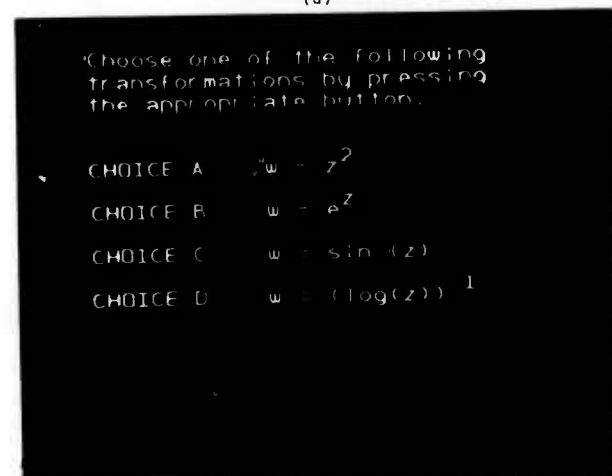 (a)
Choose one of the following
transformations by pressing
the appropriate button.
CHOICE A w = z²
CHOICE B w = e^z
CHOICE C w = sin (z)
CHOICE D w = (log(z)) 1